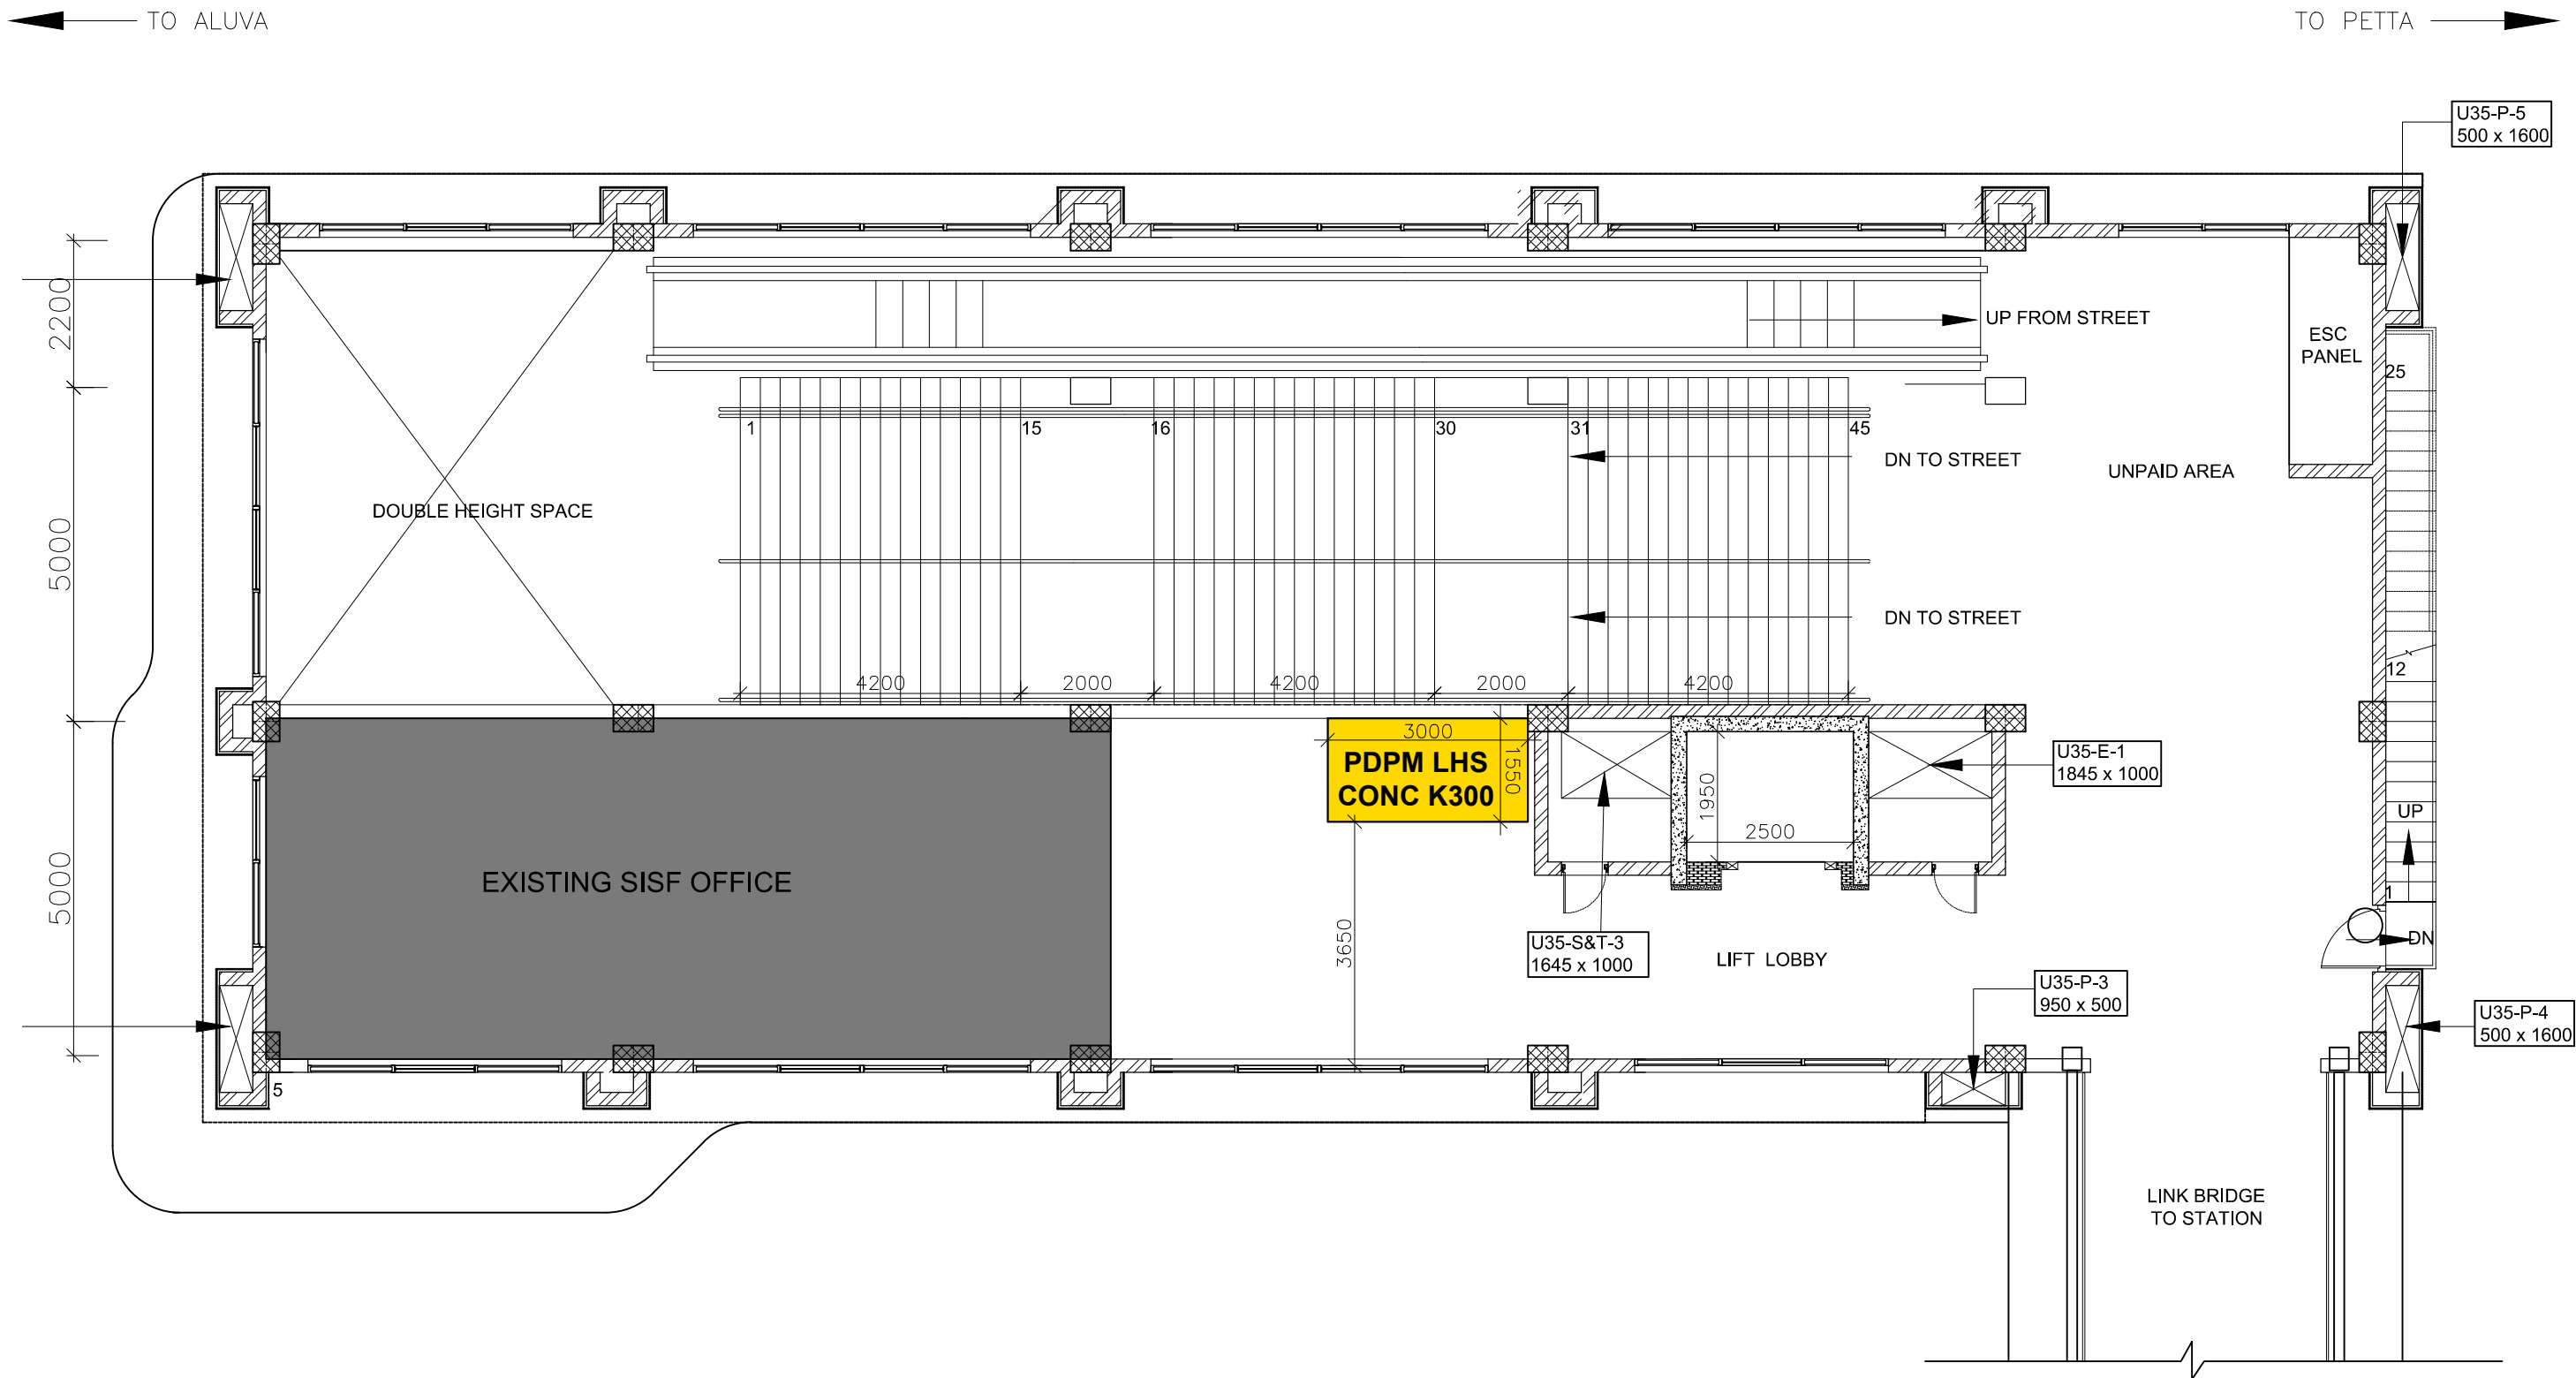 TO ALUVA
TO PETTA
U35-P-5
500 x 1600
2200
UP FROM STREET
ESC
PANEL
25
1
15
16
30
31
45
DN TO STREET
UNPAID AREA
DOUBLE HEIGHT SPACE
5000
DN TO STREET
12
4200
2000
4200
2000
4200
3000
PDPM LHS
CONC K300
1550
1950
2500
U35-E-1
1845 x 1000
UP
EXISTING SISF OFFICE
5000
1
3650
U35-S&T-3
1645 x 1000
LIFT LOBBY
DN
U35-P-3
950 x 500
U35-P-4
500 x 1600
5
LINK BRIDGE
TO STATION